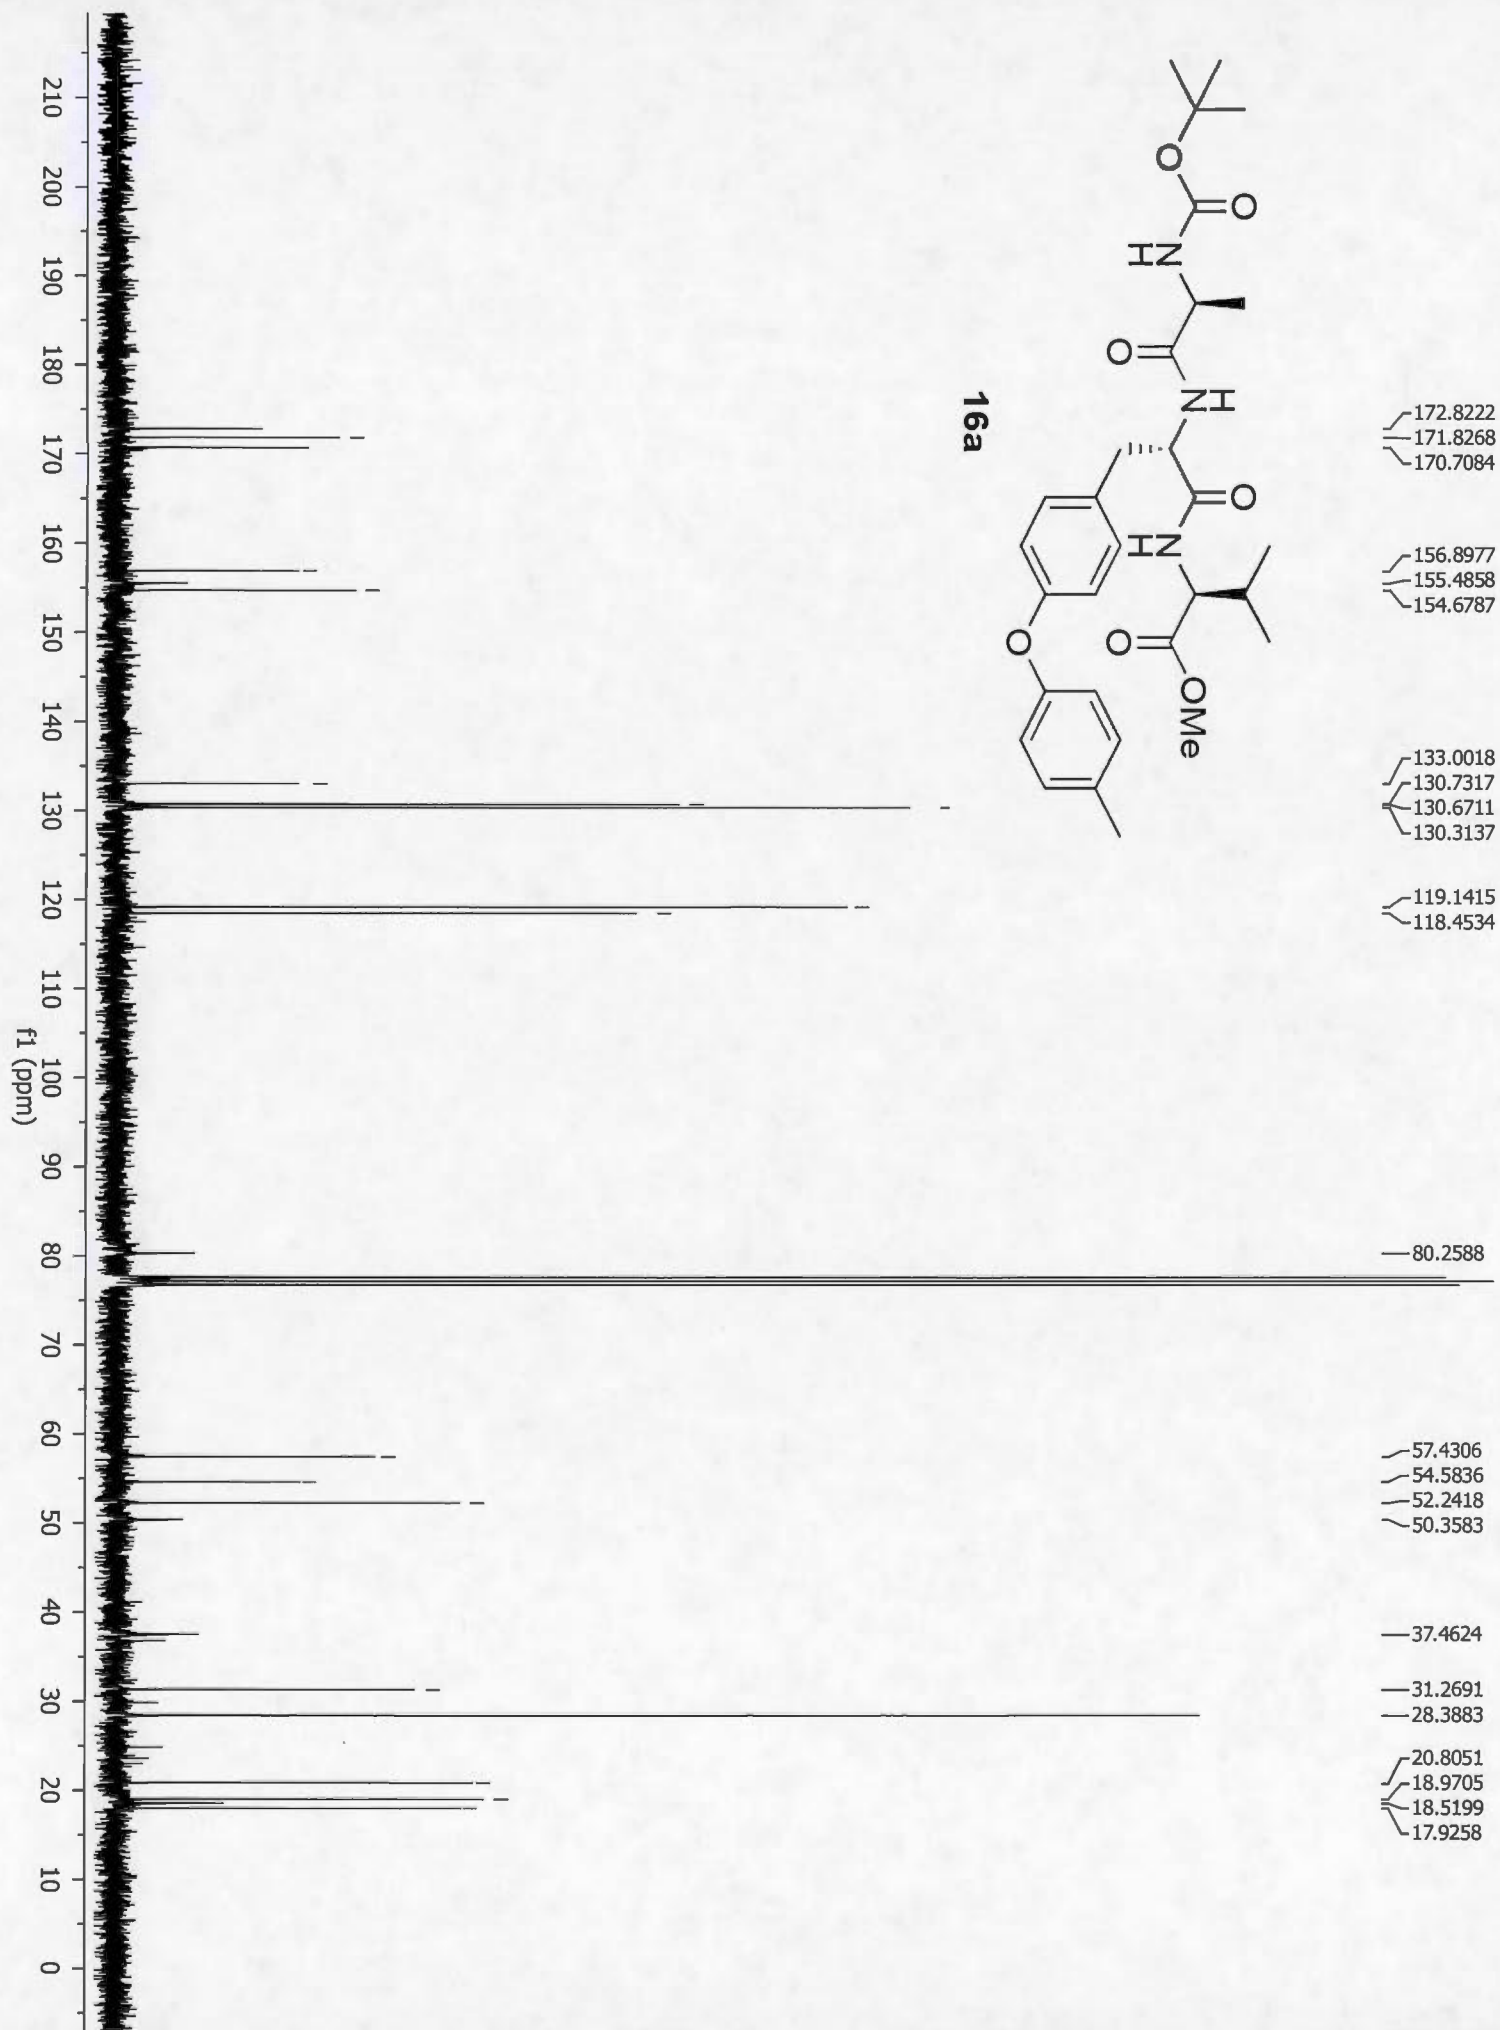 O
O
N
H
O
H
N
O
N
H
O
OMe
O
16a
172.8222
171.8268
170.7084
156.8977
155.4858
154.6787
133.0018
130.7317
130.6711
130.3137
119.1415
118.4534
80.2588
57.4306
54.5836
52.2418
50.3583
37.4624
31.2691
28.3883
20.8051
18.9705
18.5199
17.9258
210 200 190 180 170 160 150 140 130 120 110 100 90 80 70 60 50 40 30 20 10 0
f1 (ppm)